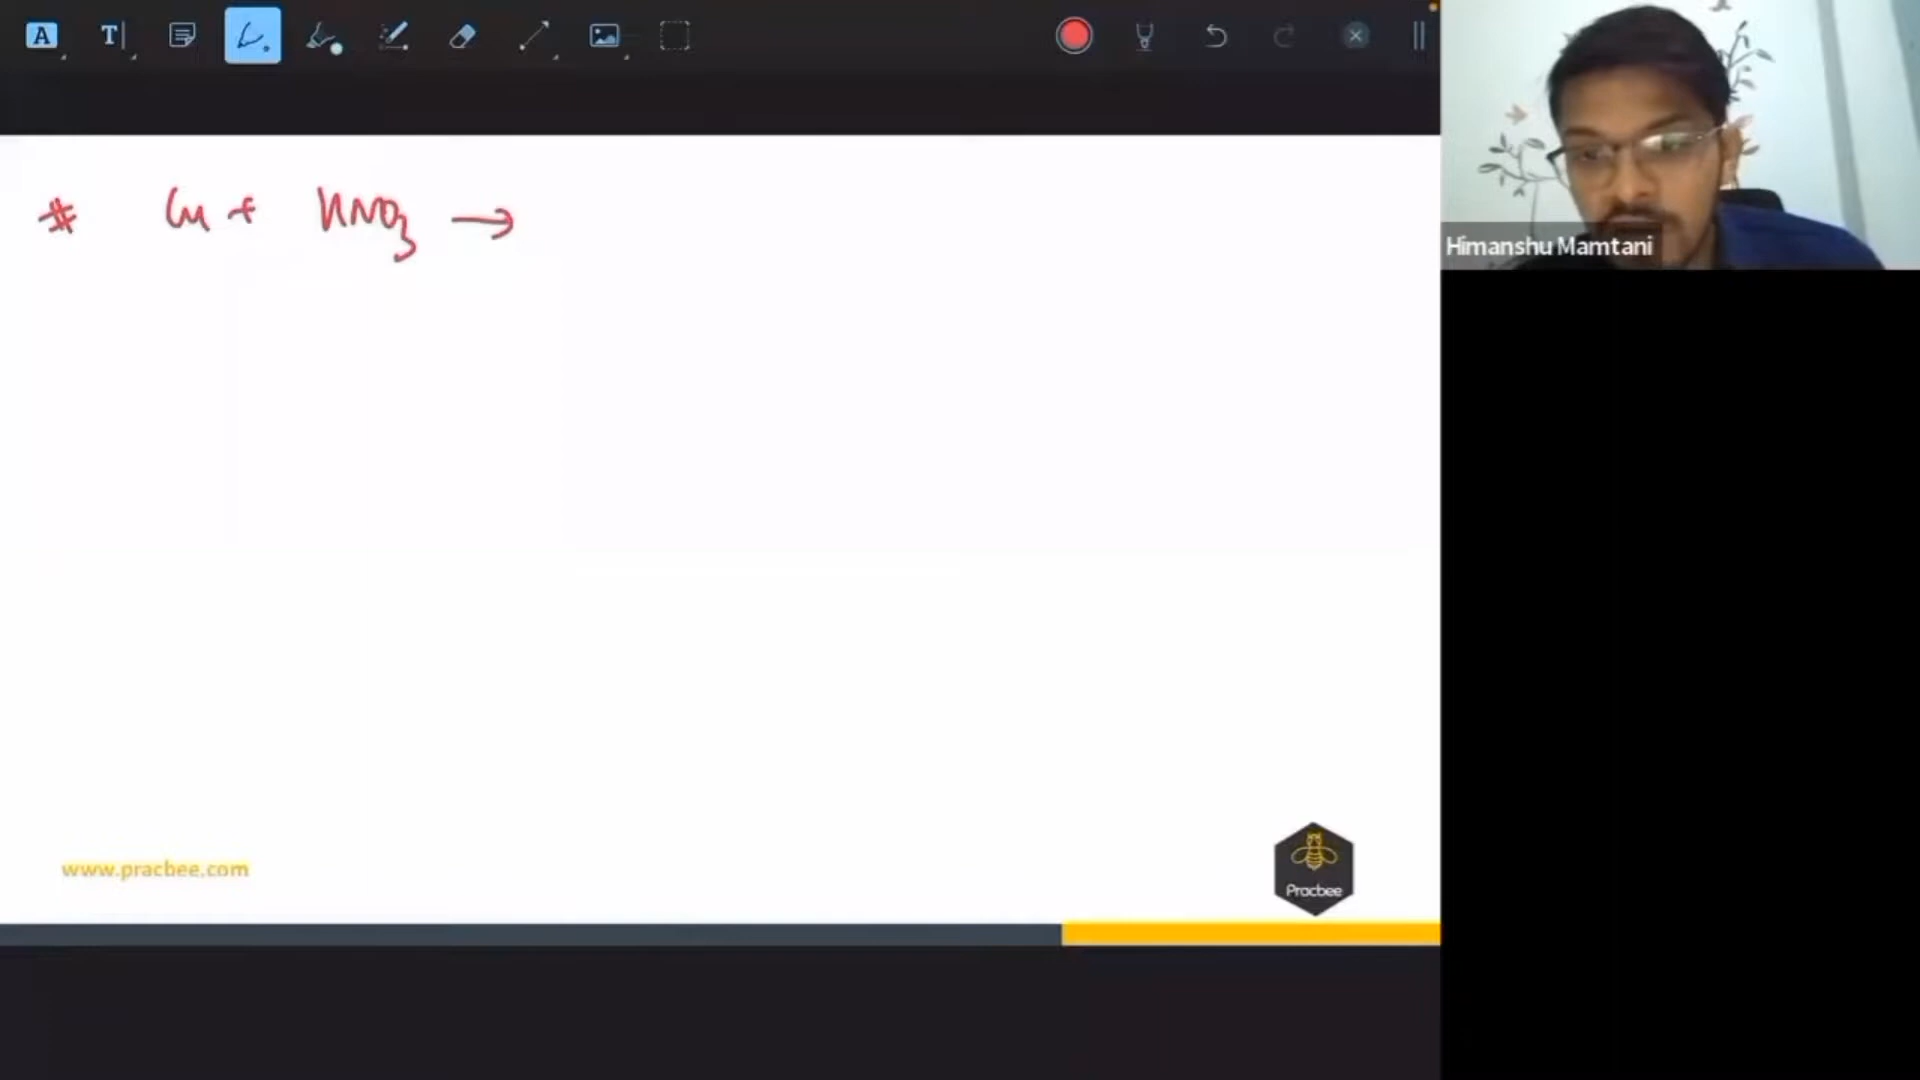 A T
# Cu + HNO3 →
Himanshu Mamtani
www.pracbee.com
Pracbee